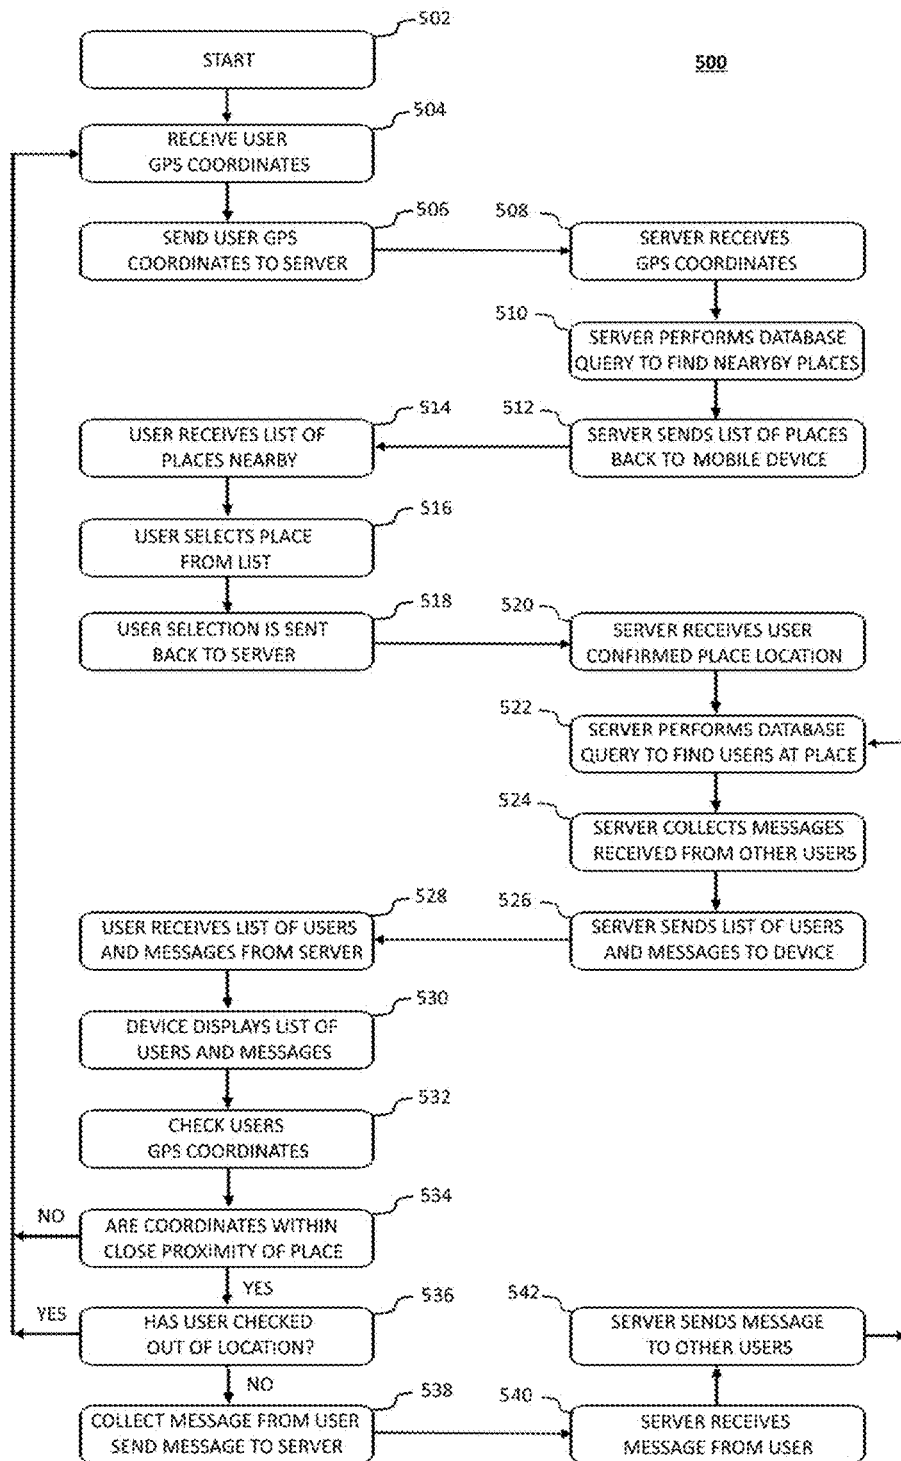 502
START
500
504
RECEIVE USER
GPS COORDINATES
506
SEND USER GPS
COORDINATES TO SERVER
508
SERVER RECEIVES
GPS COORDINATES
510
SERVER PERFORMS DATABASE
QUERY TO FIND NEARYBY PLACES
512
SERVER SENDS LIST OF PLACES
BACK TO MOBILE DEVICE
514
USER RECEIVES LIST OF
PLACES NEARBY
516
USER SELECTS PLACE
FROM LIST
518
USER SELECTION IS SENT
BACK TO SERVER
520
SERVER RECEIVES USER
CONFIRMED PLACE LOCATION
522
SERVER PERFORMS DATABASE
QUERY TO FIND USERS AT PLACE
524
SERVER COLLECTS MESSAGES
RECEIVED FROM OTHER USERS
526
SERVER SENDS LIST OF USERS
AND MESSAGES TO DEVICE
528
USER RECEIVES LIST OF USERS
AND MESSAGES FROM SERVER
530
DEVICE DISPLAYS LIST OF
USERS AND MESSAGES
532
CHECK USERS
GPS COORDINATES
534
NO
ARE COORDINATES WITHIN
CLOSE PROXIMITY OF PLACE
YES
536
YES
HAS USER CHECKED
OUT OF LOCATION?
NO
538
COLLECT MESSAGE FROM USER
SEND MESSAGE TO SERVER
540
SERVER RECEIVES
MESSAGE FROM USER
542
SERVER SENDS MESSAGE
TO OTHER USERS